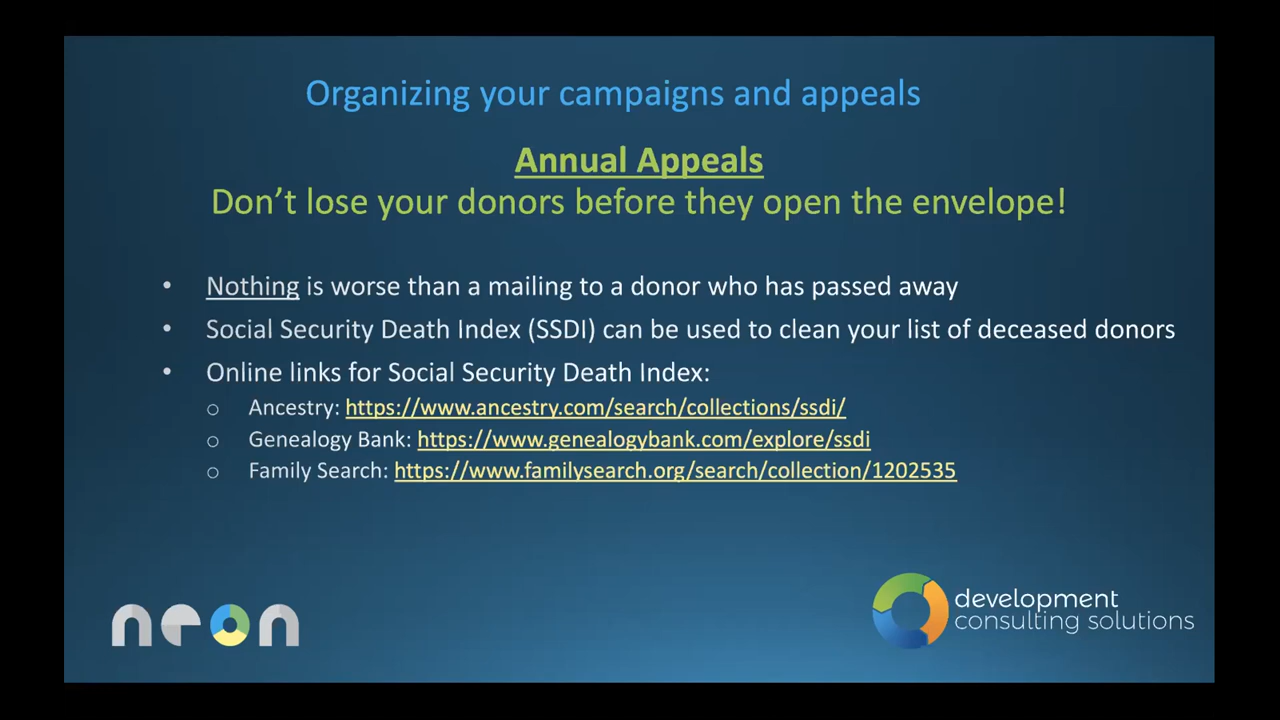 Organizing your campaigns and appeals
Annual Appeals
Don't lose your donors before they open the envelope!
• Nothing is worse than a mailing to a donor who has passed away
• Social Security Death Index (SSDI) can be used to clean your list of deceased donors
• Online links for Social Security Death Index:
o Ancestry: https://www.ancestry.com/search/collections/ssdi/
o Genealogy Bank: https://www.genealogybank.com/explore/ssdi
o Family Search: https://www.familysearch.org/search/collection/1202535
neon
development
consulting solutions